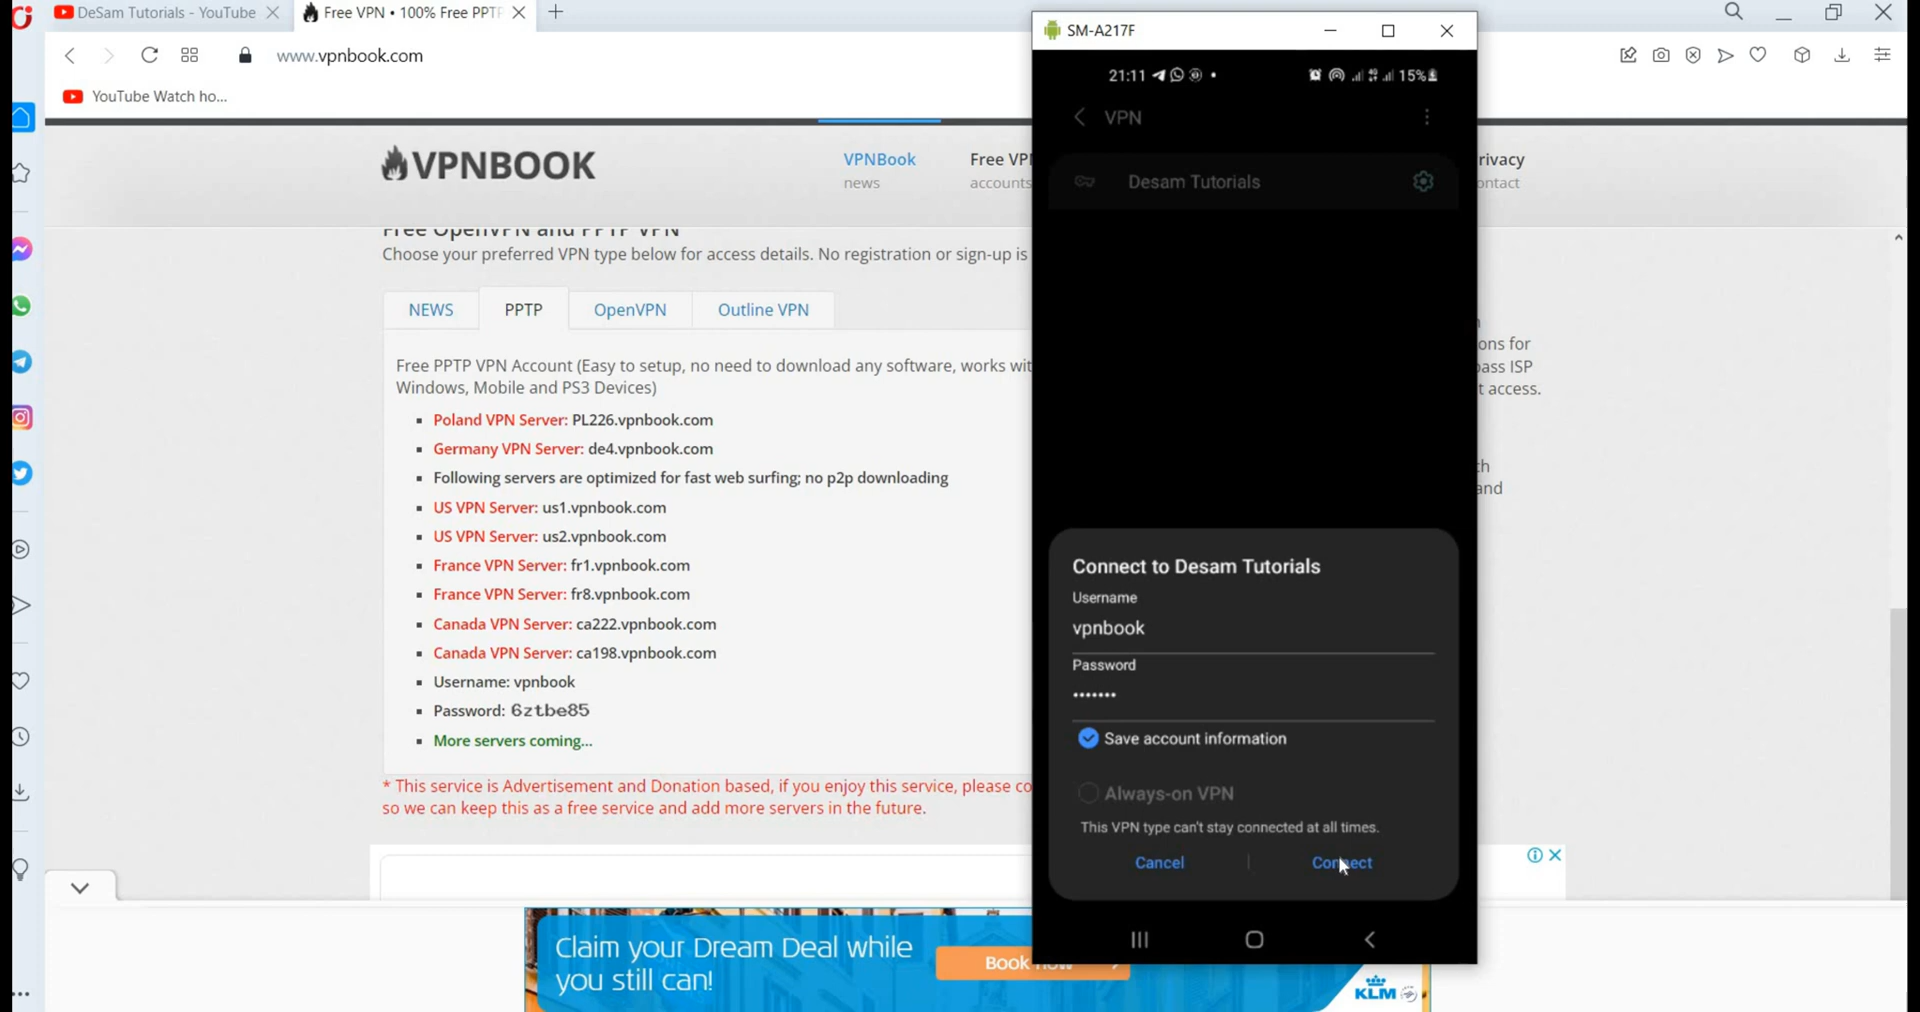 DeSam Tutorials - YouTube
Free VPN • 100% Free PPTP
www.vpnbook.com
YouTube Watch ho...
VPNBOOK
VPNBook
news
Free VP
accounts
rivacy
ontact
Free OpenVPN and PPTP VPN
Choose your preferred VPN type below for access details. No registration or sign-up is
NEWS
PPTP
OpenVPN
Outline VPN
Free PPTP VPN Account (Easy to setup, no need to download any software, works wit
Windows, Mobile and PS3 Devices)
Poland VPN Server: PL226.vpnbook.com
Germany VPN Server: de4.vpnbook.com
Following servers are optimized for fast web surfing; no p2p downloading
US VPN Server: us1.vpnbook.com
US VPN Server: us2.vpnbook.com
France VPN Server: fr1.vpnbook.com
France VPN Server: fr8.vpnbook.com
Canada VPN Server: ca222.vpnbook.com
Canada VPN Server: ca198.vpnbook.com
Username: vpnbook
Password: 6ztbe85
More servers coming...
* This service is Advertisement and Donation based, if you enjoy this service, please co
so we can keep this as a free service and add more servers in the future.
ons for
pass ISP
t access.
th
and
SM-A217F
21:11
15%
VPN
Desam Tutorials
Connect to Desam Tutorials
Username
vpnbook
Password
•••••••
Save account information
Always-on VPN
This VPN type can't stay connected at all times.
Cancel
Connect
Claim your Dream Deal while
you still can!
Book now
KLM